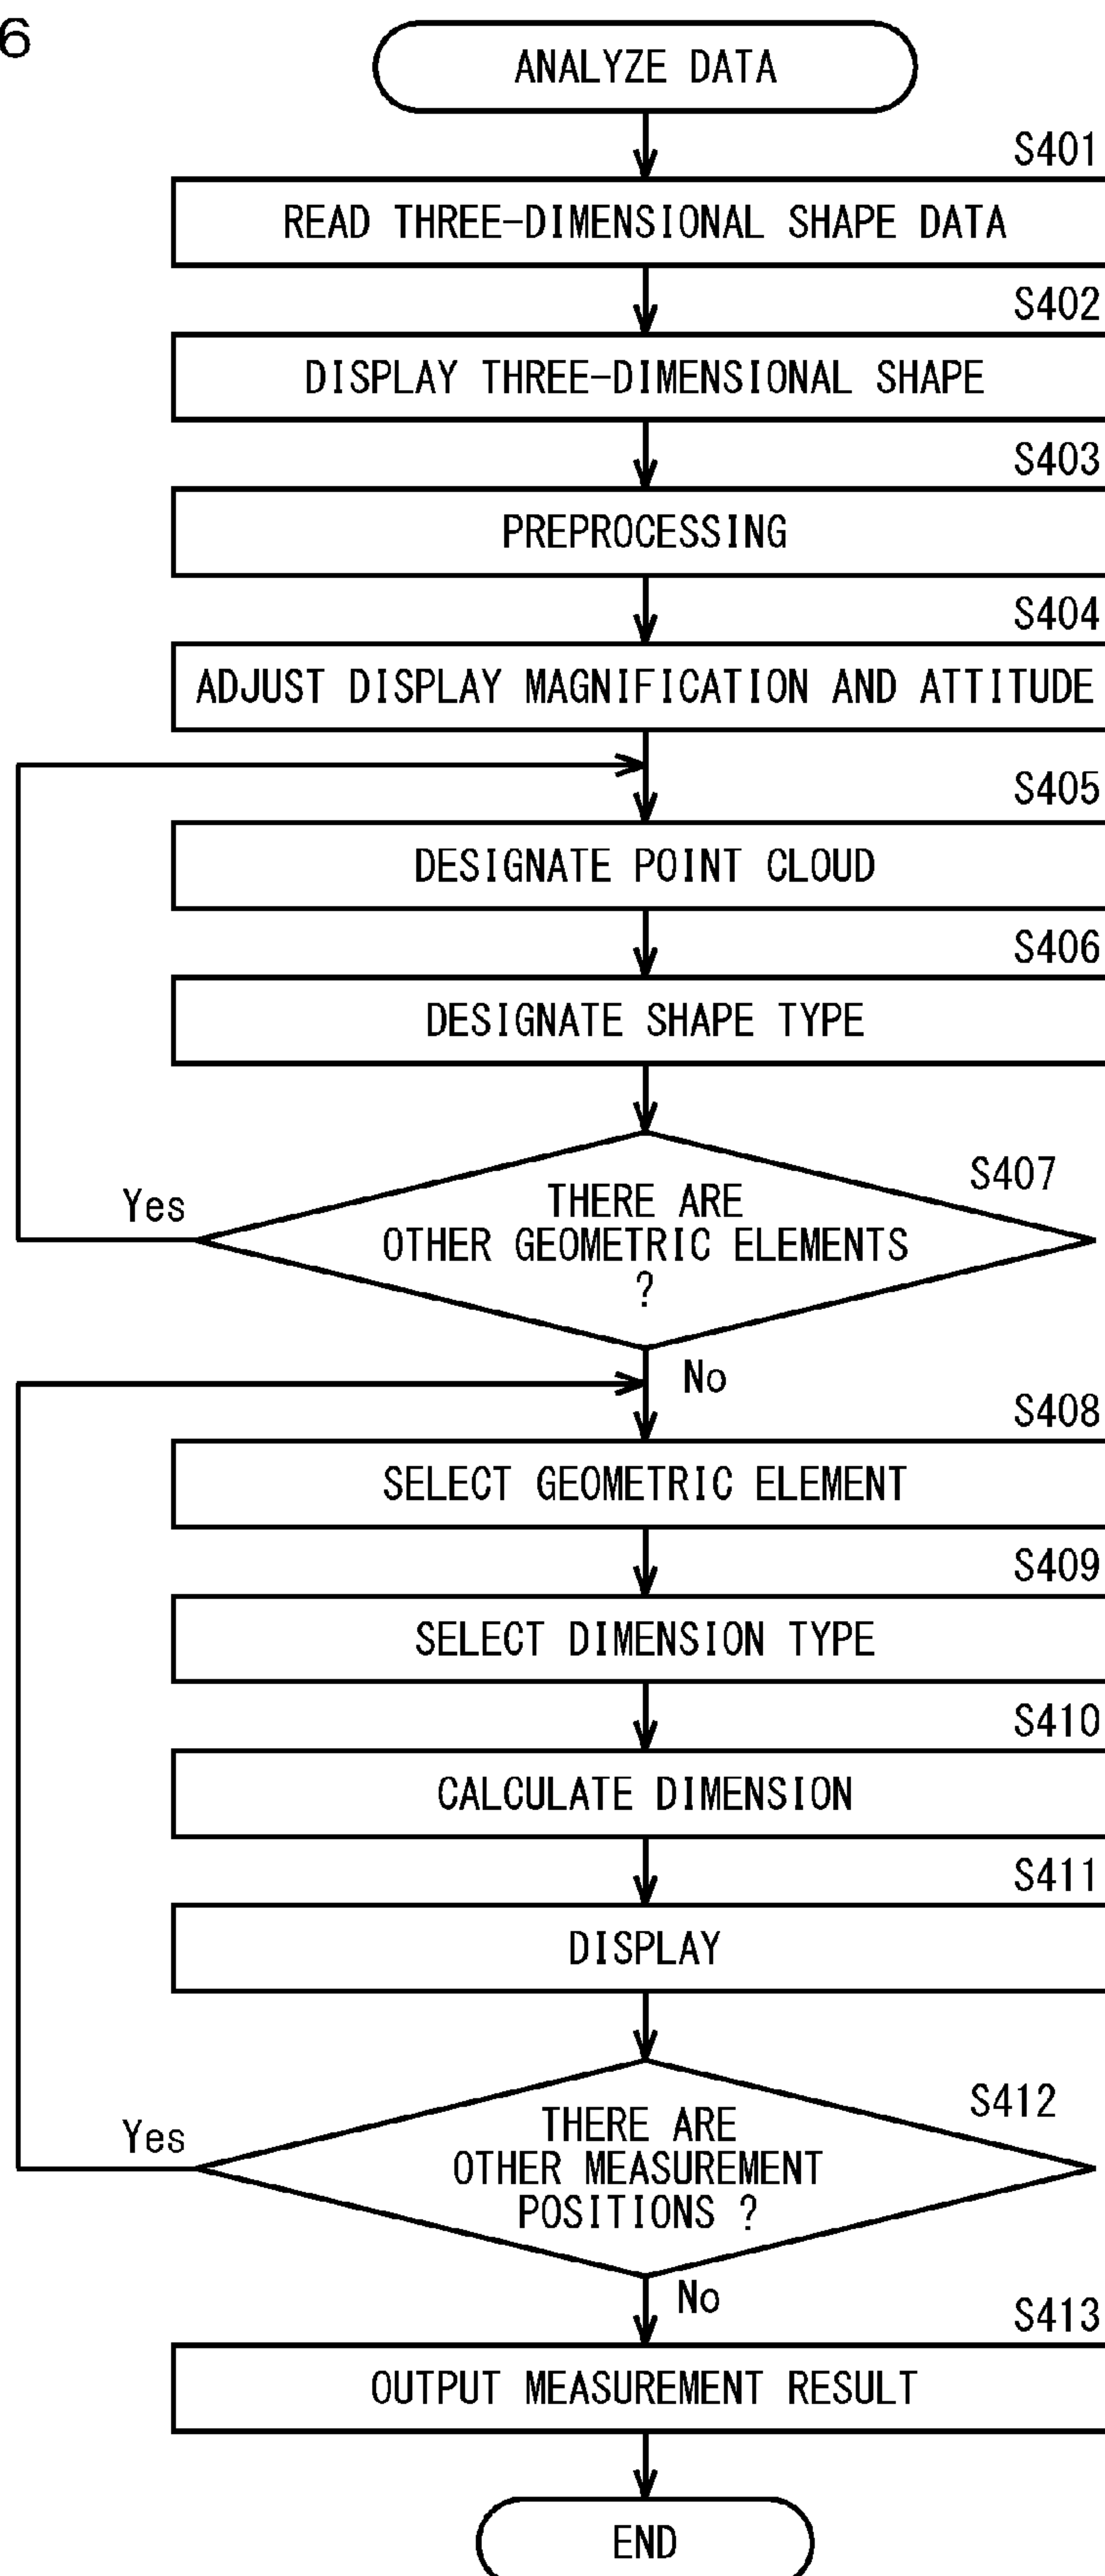 6
ANALYZE DATA
S401
READ THREE-DIMENSIONAL SHAPE DATA
S402
DISPLAY THREE-DIMENSIONAL SHAPE
S403
PREPROCESSING
S404
ADJUST DISPLAY MAGNIFICATION AND ATTITUDE
S405
DESIGNATE POINT CLOUD
S406
DESIGNATE SHAPE TYPE
S407
Yes
THERE ARE
OTHER GEOMETRIC ELEMENTS
?
No
S408
SELECT GEOMETRIC ELEMENT
S409
SELECT DIMENSION TYPE
S410
CALCULATE DIMENSION
S411
DISPLAY
S412
Yes
THERE ARE
OTHER MEASUREMENT
POSITIONS ?
No
S413
OUTPUT MEASUREMENT RESULT
END